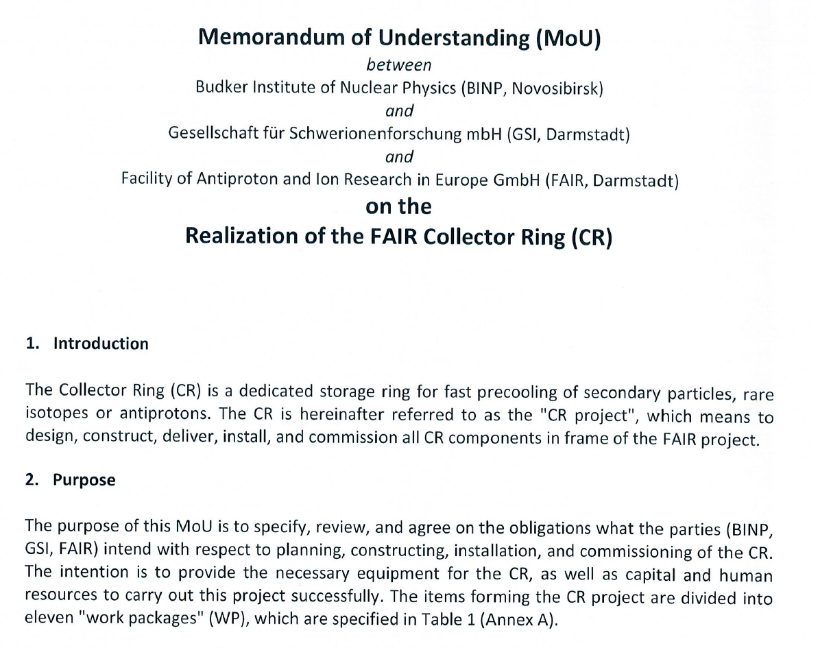 Memorandum of Understanding (MoU)
between
Budker Institute of Nuclear Physics (BINP, Novosibirsk)
and
Gesellschaft für Schwerionenforschung mbH (GSI, Darmstadt)
and
Facility of Antiproton and Ion Research in Europe GmbH (FAIR, Darmstadt)
on the
Realization of the FAIR Collector Ring (CR)
1. Introduction
The Collector Ring (CR) is a dedicated storage ring for fast precooling of secondary particles, rare
isotopes or antiprotons. The CR is hereinafter referred to as the "CR project", which means to
design, construct, deliver, install, and commission all CR components in frame of the FAIR project.
2. Purpose
The purpose of this MoU is to specify, review, and agree on the obligations what the parties (BINP,
GSI, FAIR) intend with respect to planning, constructing, installation, and commissioning of the CR.
The intention is to provide the necessary equipment for the CR, as well as capital and human
resources to carry out this project successfully. The items forming the CR project are divided into
eleven "work packages" (WP), which are specified in Table 1 (Annex A).